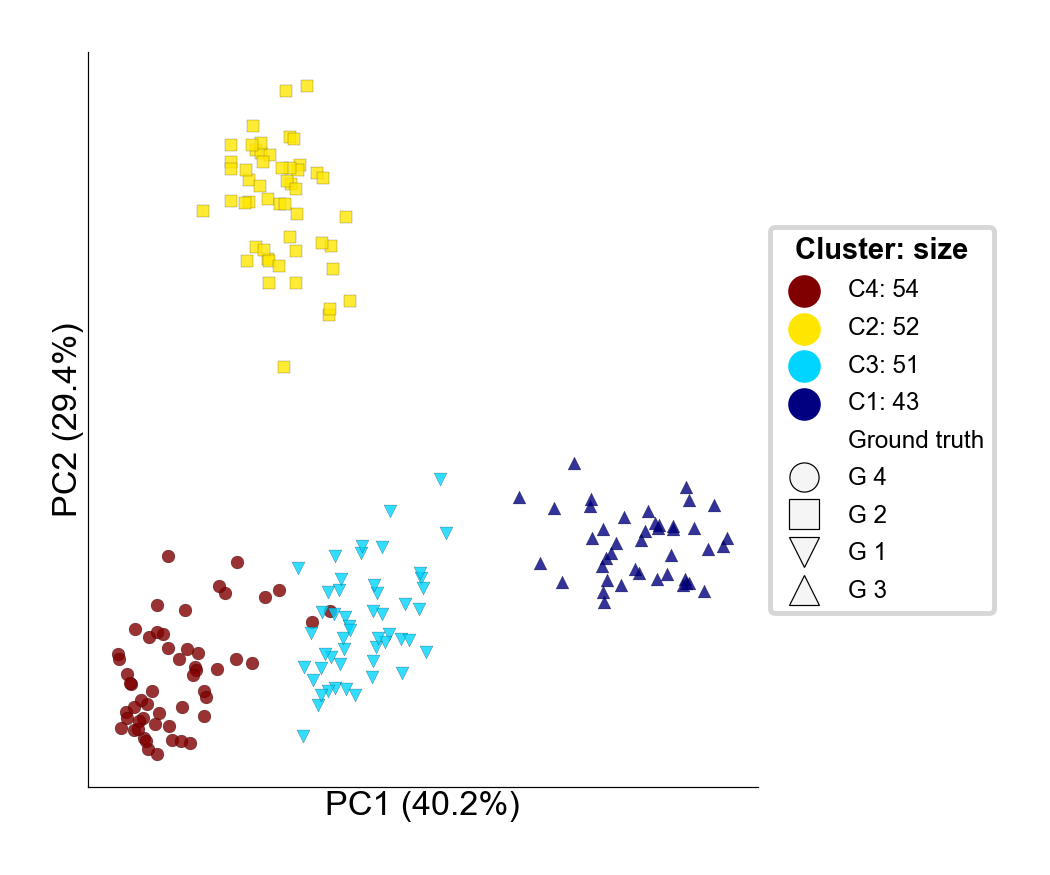 PC2 (29.4%)
PC1 (40.2%)
Cluster: size
C4: 54
C2: 52
C3: 51
C1: 43
Ground truth
G 4
G 2
G 1
G 3